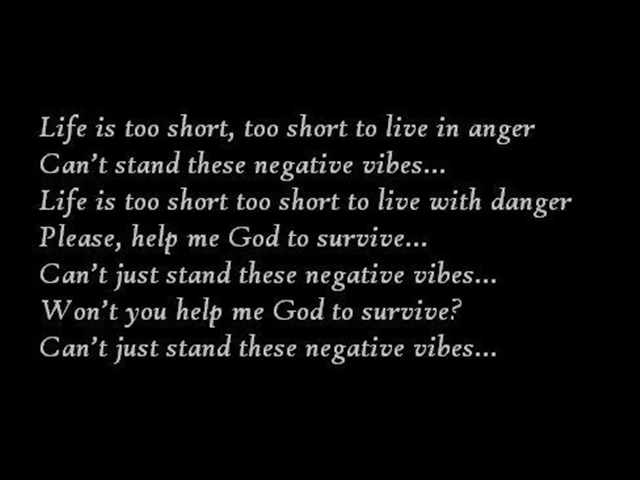 Life is too short, too short to live in anger
Can't stand these negative vibes...
Life is too short too short to live with danger
Please, help me God to survive...
Can't just stand these negative vibes...
Won't you help me God to survive?
Can't just stand these negative vibes...